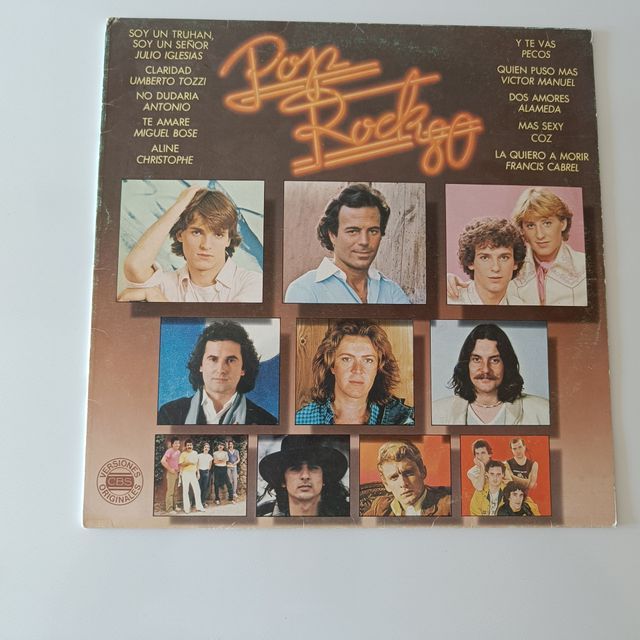 SOY UN TRUHAN,
SOY UN SEÑOR
JULIO IGLESIAS
CLARIDAD
UMBERTO TOZZI
NO DUDARIA
ANTONIO
TE AMARE
MIGUEL BOSE
ALINE
CHRISTOPHE
Pop
Rock80
Y TE VAS
PECOS
QUIEN PUSO MAS
VICTOR MANUEL
DOS AMORES
ALAMEDA
MAS SEXY
COZ
LA QUIERO A MORIR
FRANCIS CABREL
VERSIONES
CBS
ORIGINALES